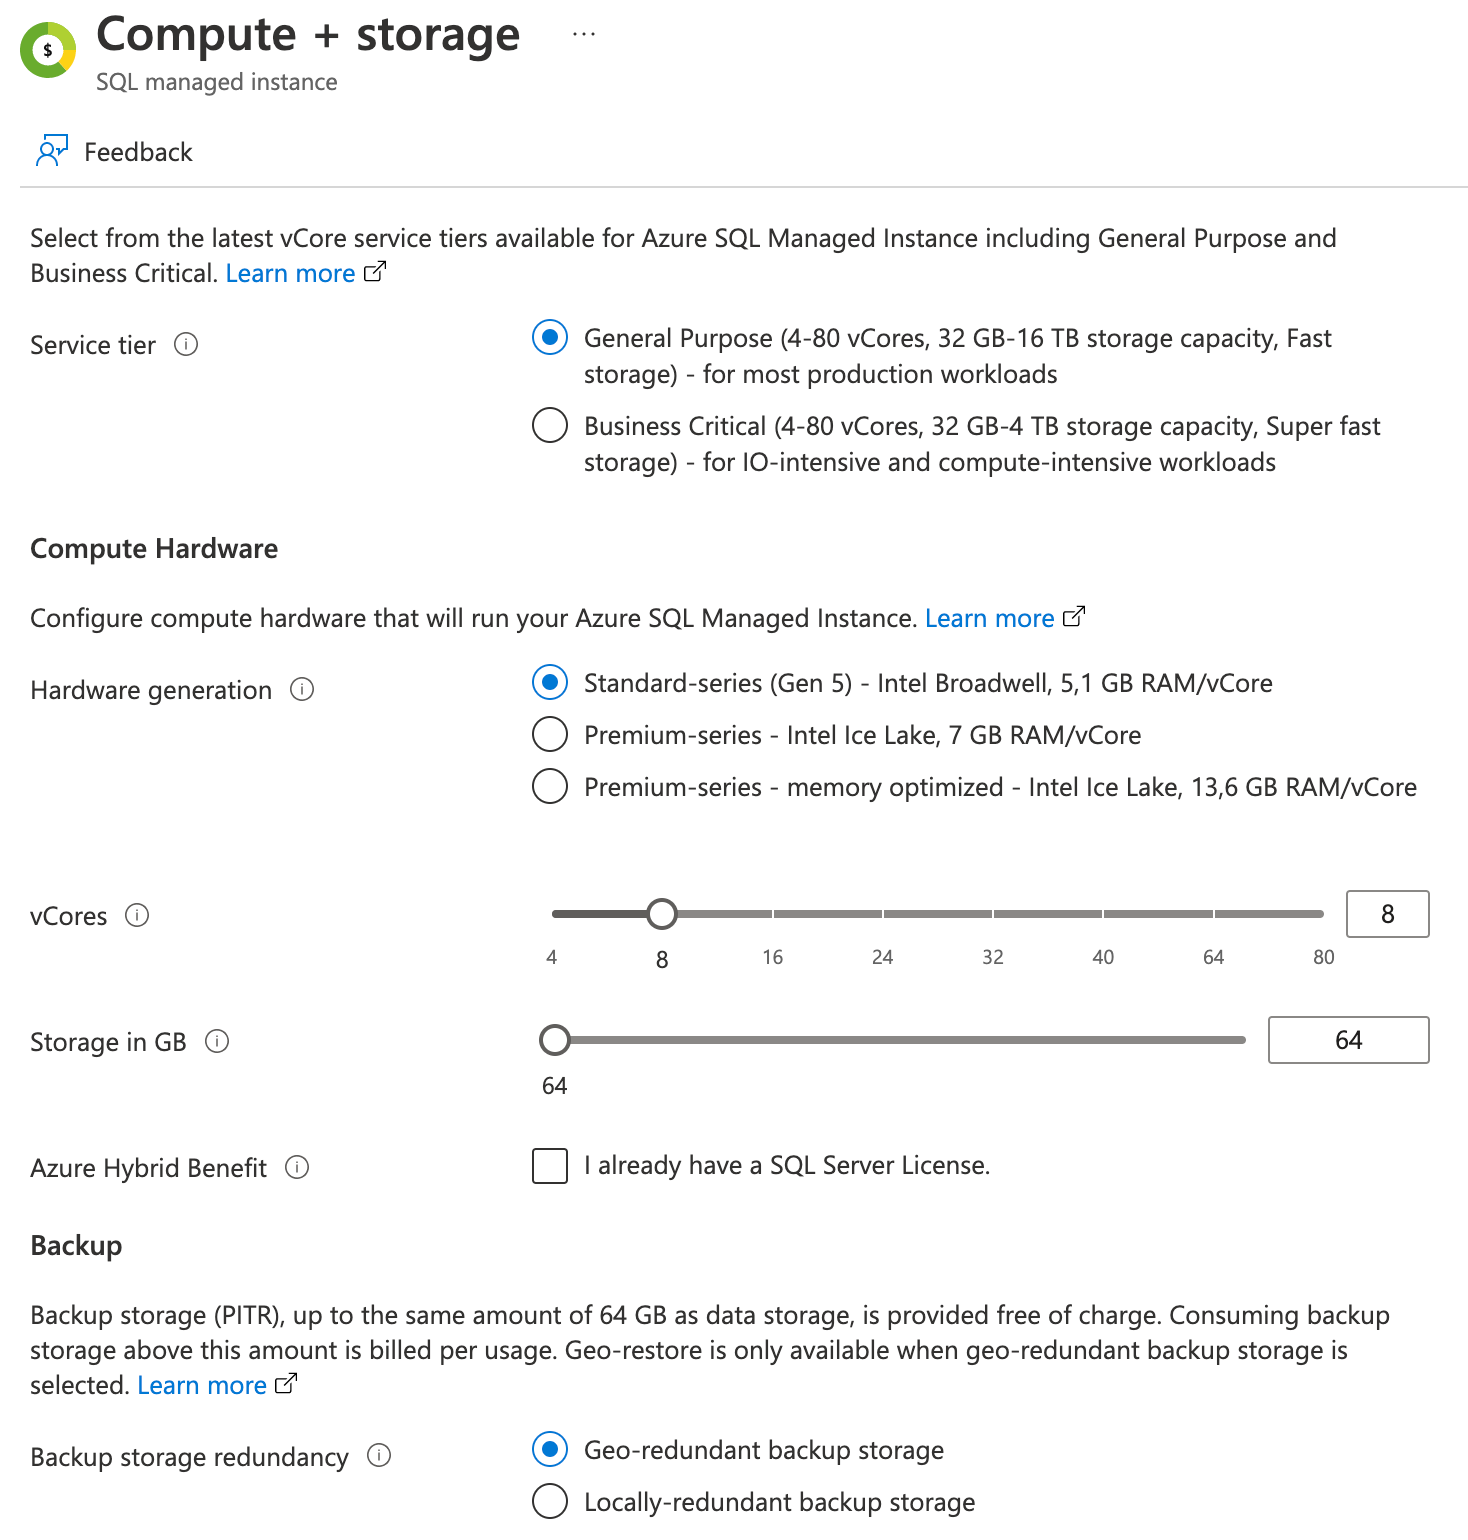 $
Compute + storage ...
SQL managed instance
Feedback
Select from the latest vCore service tiers available for Azure SQL Managed Instance including General Purpose and
Business Critical. Learn more
Service tier
General Purpose (4-80 vCores, 32 GB-16 TB storage capacity, Fast
storage) - for most production workloads
Business Critical (4-80 vCores, 32 GB-4 TB storage capacity, Super fast
storage) - for IO-intensive and compute-intensive workloads
Compute Hardware
Configure compute hardware that will run your Azure SQL Managed Instance. Learn more
Hardware generation
Standard-series (Gen 5) - Intel Broadwell, 5,1 GB RAM/vCore
Premium-series - Intel Ice Lake, 7 GB RAM/vCore
Premium-series - memory optimized - Intel Ice Lake, 13,6 GB RAM/vCore
vCores
8
4 8 16 24 32 40 64 80
Storage in GB
64
64
Azure Hybrid Benefit
I already have a SQL Server License.
Backup
Backup storage (PITR), up to the same amount of 64 GB as data storage, is provided free of charge. Consuming backup
storage above this amount is billed per usage. Geo-restore is only available when geo-redundant backup storage is
selected. Learn more
Backup storage redundancy
Geo-redundant backup storage
Locally-redundant backup storage